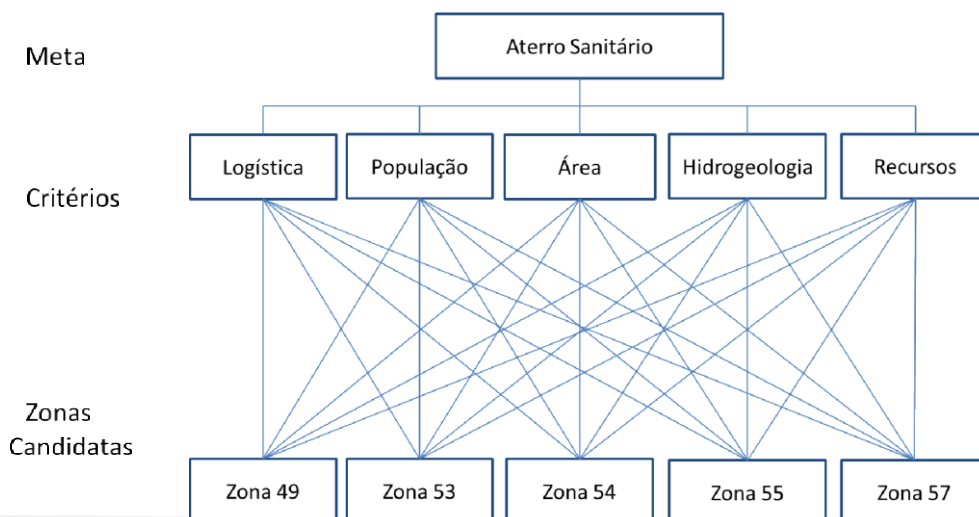 Meta
Aterro Sanitário
Critérios
Logística
População
Área
Hidrogeologia
Recursos
Zonas
Candidatas
Zona 49
Zona 53
Zona 54
Zona 55
Zona 57